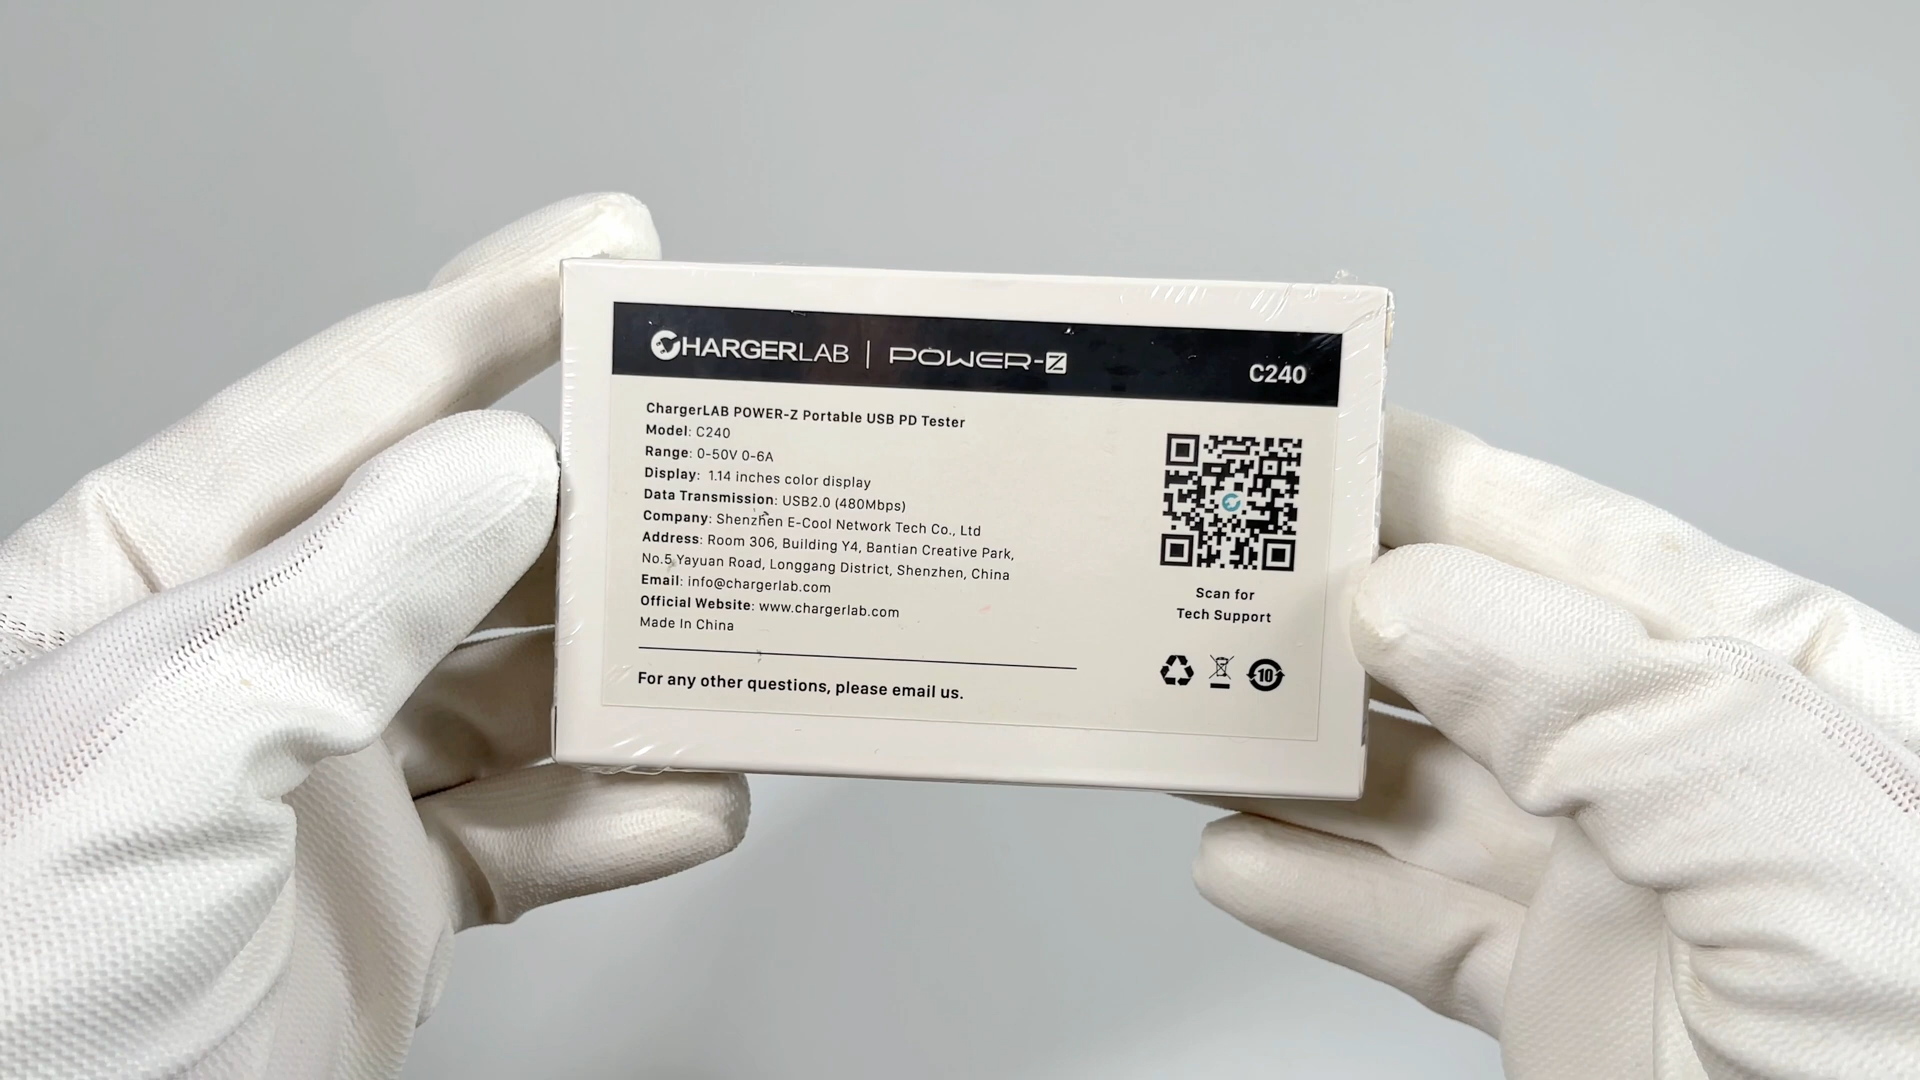 CHARGERLAB | POWER-Z
C240
ChargerLAB POWER-Z Portable USB PD Tester
Model: C240
Range: 0-50V 0-6A
Display: 1.14 inches color display
Data Transmission: USB2.0 (480Mbps)
Company: Shenzhen E-Cool Network Tech Co., Ltd
Address: Room 306, Building Y4, Bantian Creative Park,
No.5 Yayuan Road, Longgang District, Shenzhen, China
Email: info@chargerlab.com
Official Website: www.chargerlab.com
Made In China
For any other questions, please email us.
Scan for
Tech Support
10